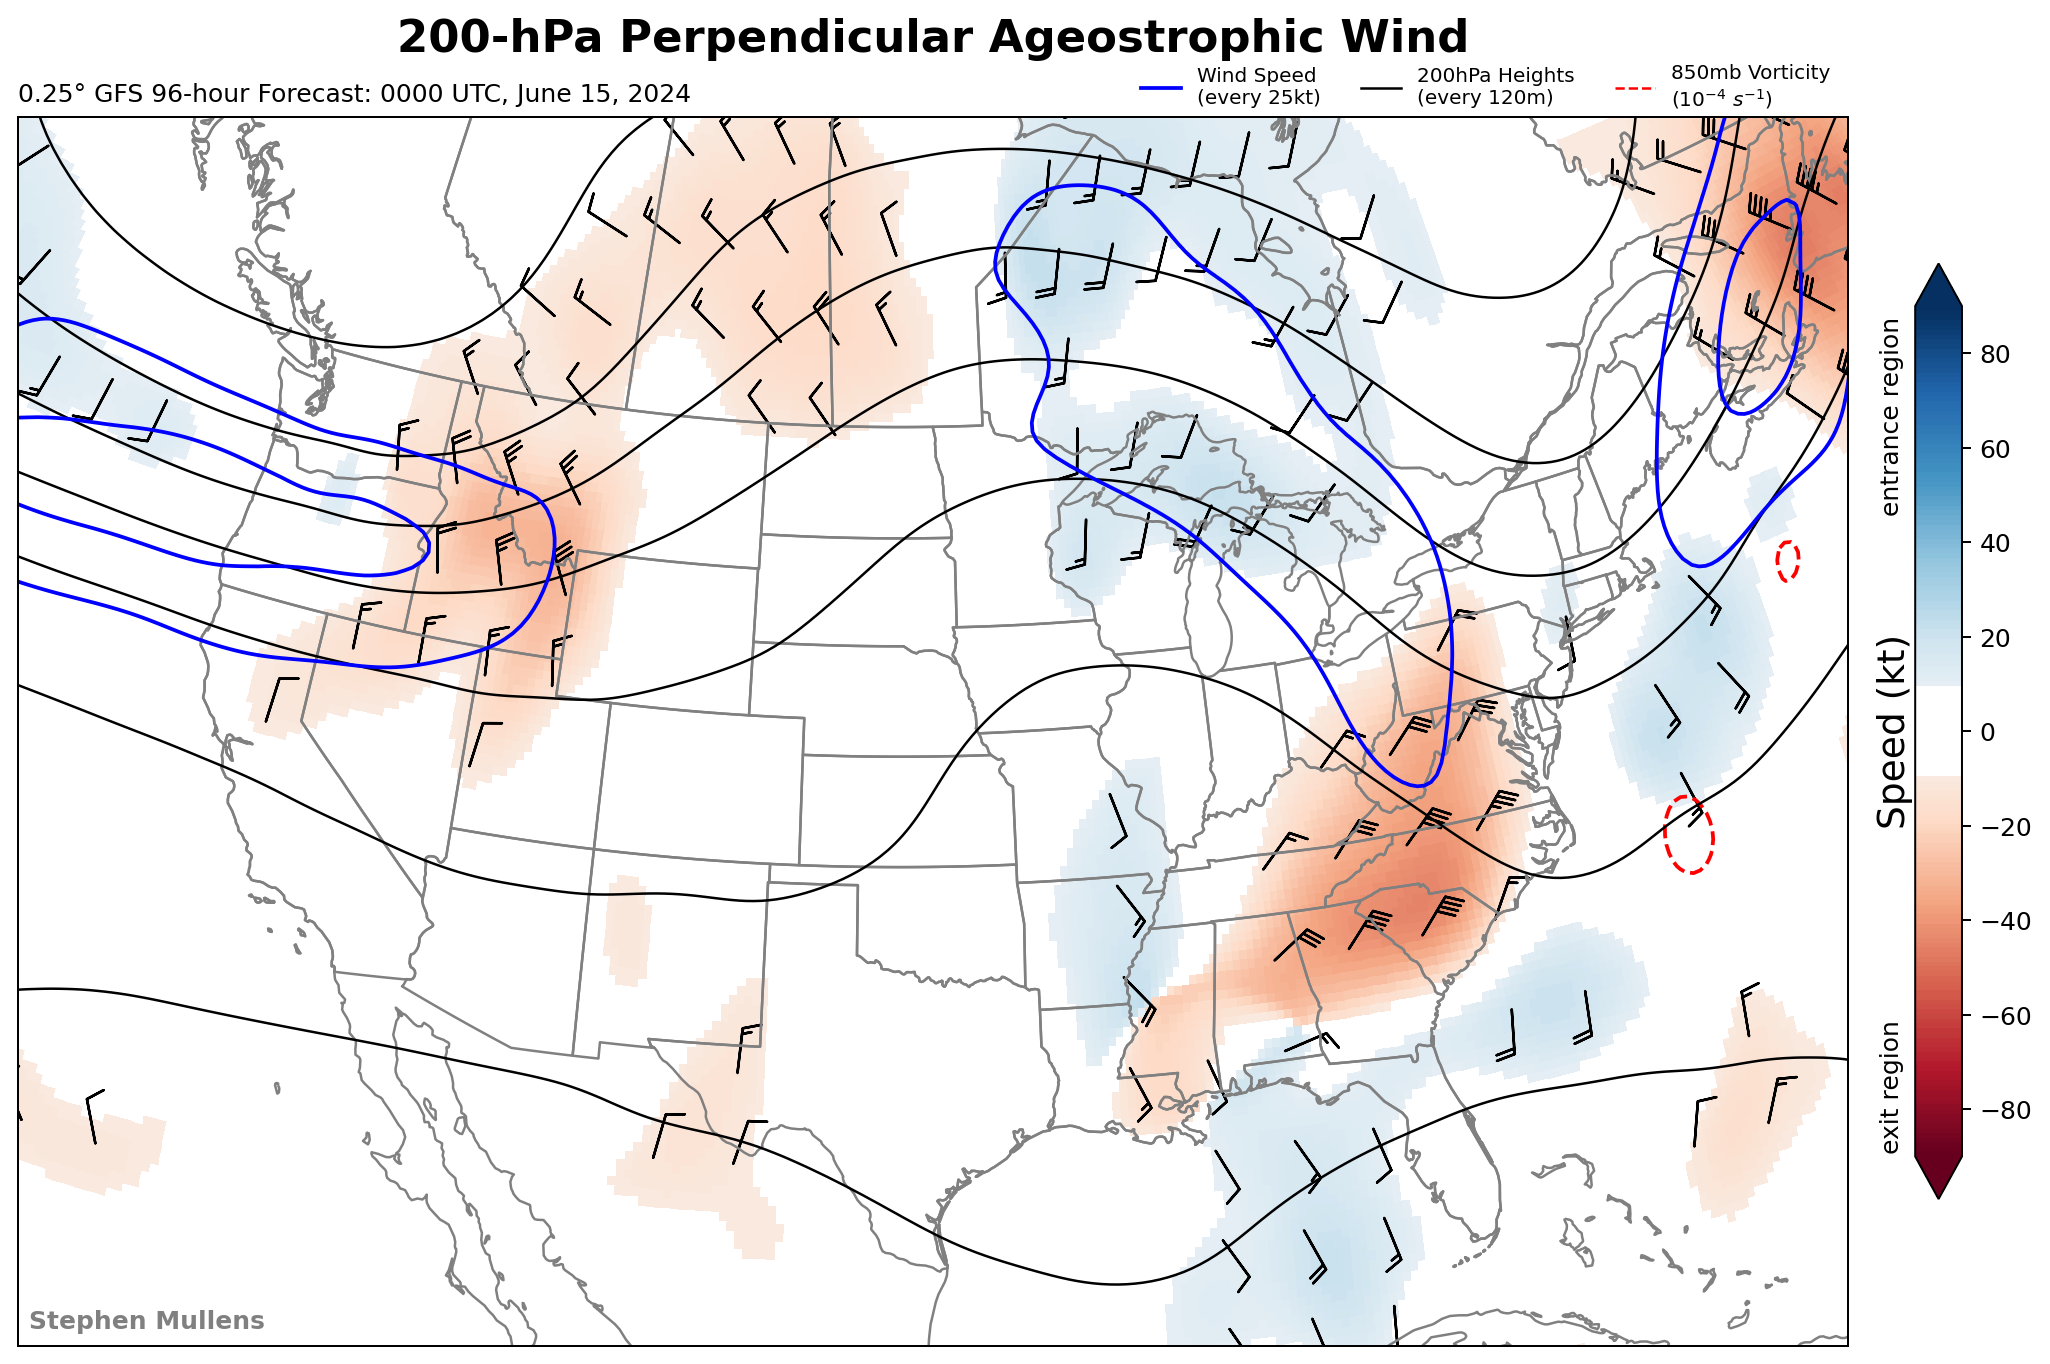 200-hPa Perpendicular Ageostrophic Wind
0.25° GFS 96-hour Forecast: 0000 UTC, June 15, 2024
Wind Speed
(every 25kt)
200hPa Heights
(every 120m)
850mb Vorticity
(10⁻⁴ s⁻¹)
entrance region
Speed (kt)
exit region
80
60
40
20
0
−20
−40
−60
−80
Stephen Mullens